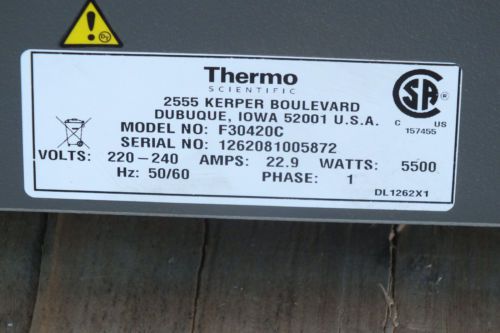 Thermo
SCIENTIFIC
2555 KERPER BOULEVARD
DUBUQUE, IOWA 52001 U.S.A.
MODEL NO: F30420C
SERIAL NO: 1262081005872
VOLTS: 220-240 AMPS: 22.9 WATTS: 5500
Hz: 50/60 PHASE: 1
DL1262X1
CSA ®
C US
157455